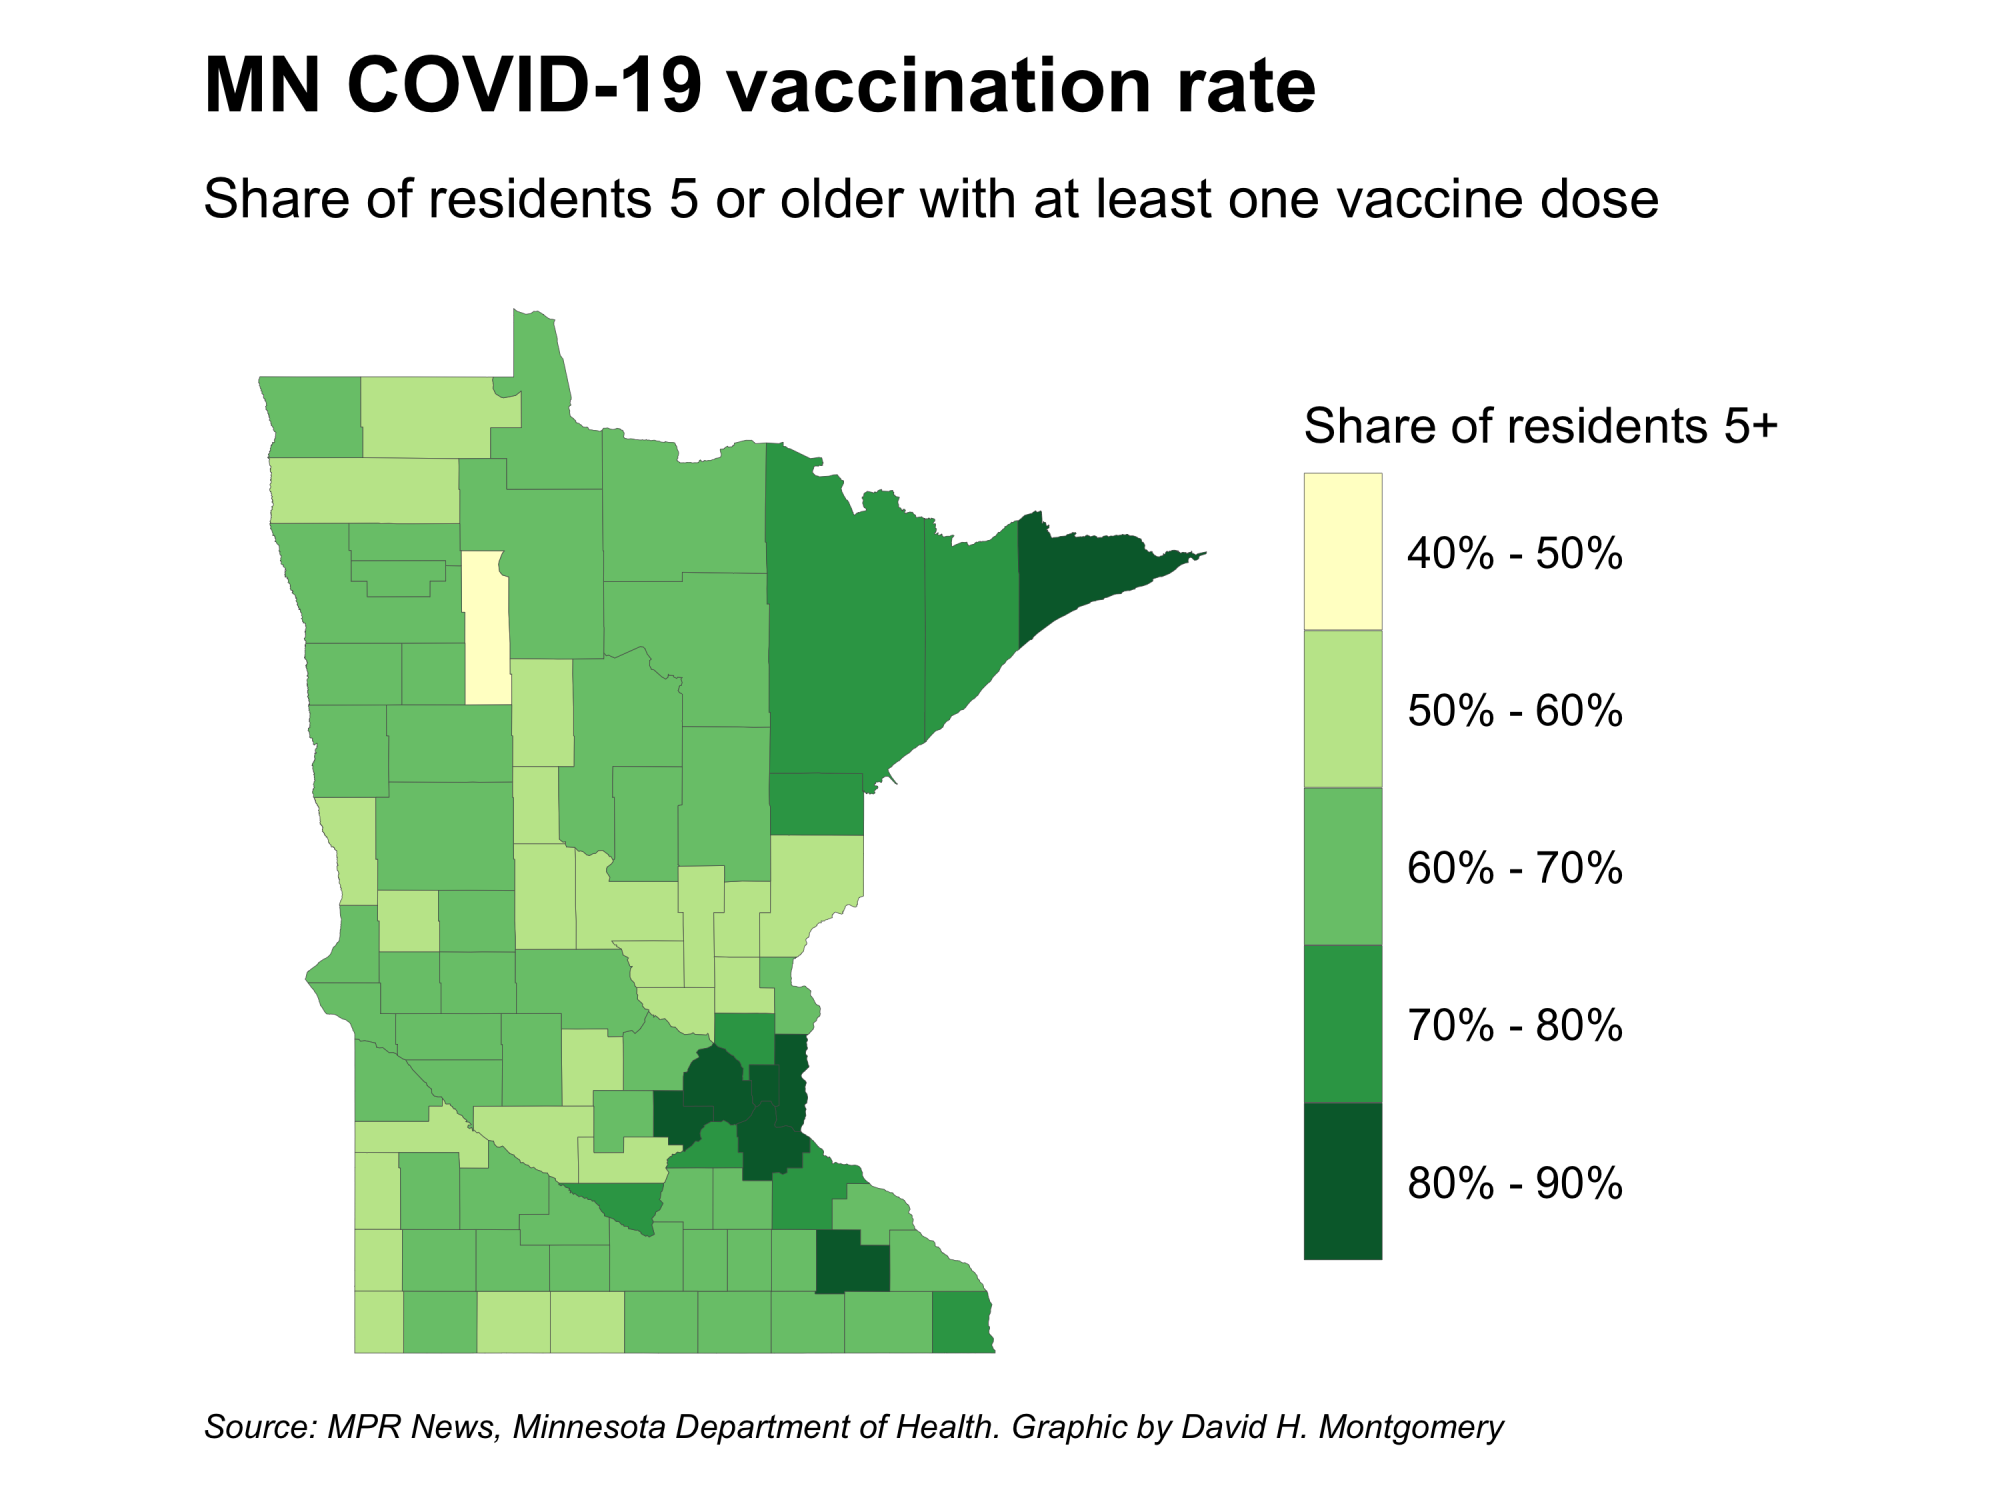 MN COVID-19 vaccination rate
Share of residents 5 or older with at least one vaccine dose
Share of residents 5+
40% - 50%
50% - 60%
60% - 70%
70% - 80%
80% - 90%
Source: MPR News, Minnesota Department of Health. Graphic by David H. Montgomery